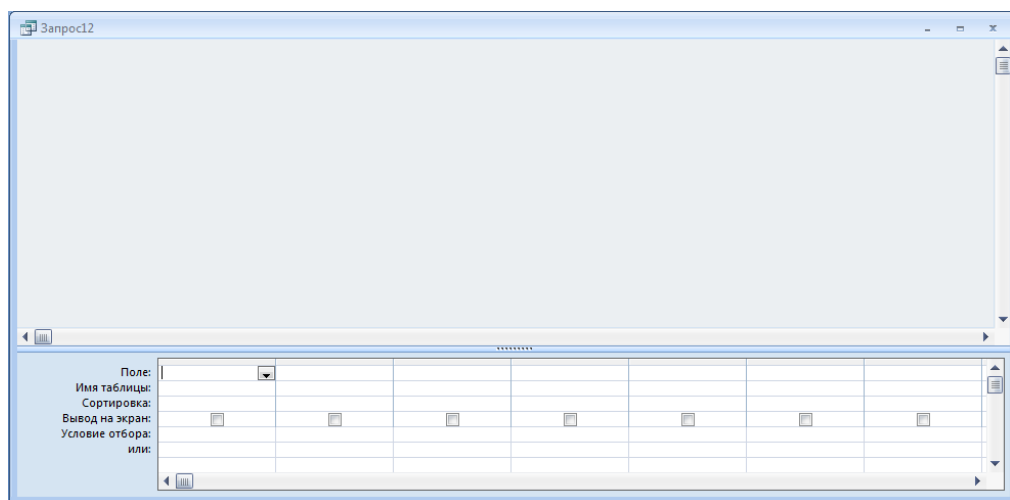 Запрос12
Поле:
Имя таблицы:
Сортировка:
Вывод на экран:
Условие отбора:
или: